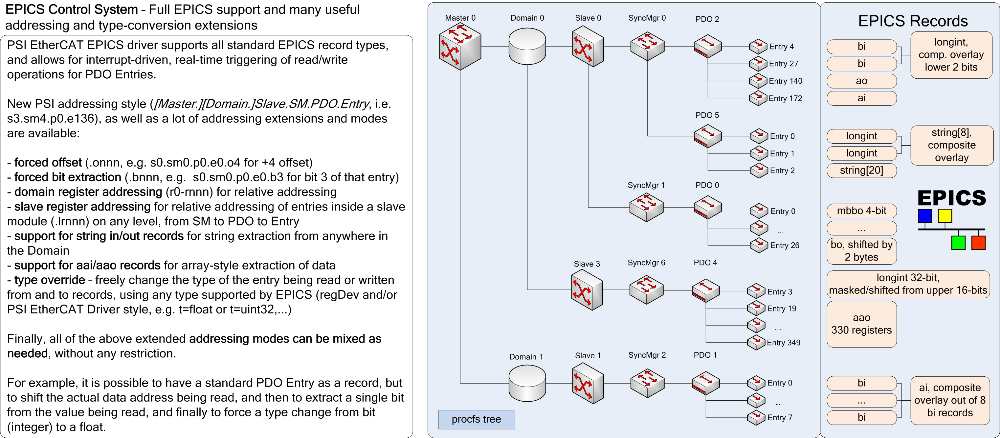 EPICS Control System - Full EPICS support and many useful
addressing and type-conversion extensions
PSI EtherCAT EPICS driver supports all standard EPICS record types,
and allows for interrupt-driven, real-time triggering of read/write
operations for PDO Entries.
New PSI addressing style ([Master.][Domain.]Slave.SM.PDO.Entry, i.e.
s3.sm4.p0.e136), as well as a lot of addressing extensions and modes
are available:
- forced offset (.onnn, e.g. s0.sm0.p0.e0.o4 for +4 offset)
- forced bit extraction (.bnnn, e.g.  s0.sm0.p0.e0.b3 for bit 3 of that entry)
- domain register addressing (r0-rnnn) for relative addressing
- slave register addressing for relative addressing of entries inside a slave
module (.lrnnn) on any level, from SM to PDO to Entry
- support for string in/out records for string extraction from anywhere in
the Domain
- support for aai/aao records for array-style extraction of data
- type override - freely change the type of the entry being read or written
from and to records, using any type supported by EPICS (regDev and/or
PSI EtherCAT Driver style, e.g. t=float or t=uint32,...)
Finally, all of the above extended addressing modes can be mixed as
needed, without any restriction.
For example, it is possible to have a standard PDO Entry as a record, but
to shift the actual data address being read, and then to extract a single bit
from the value being read, and finally to force a type change from bit
(integer) to a float.
Master 0
Domain 0
Slave 0
SyncMgr 0
PDO 2
Entry 4
Entry 27
Entry 140
Entry 172
PDO 5
Entry 0
Entry 1
Entry 2
SyncMgr 1
PDO 0
Entry 0
...
Entry 26
Slave 3
SyncMgr 6
PDO 4
Entry 3
Entry 19
...
Entry 349
Domain 1
Slave 1
SyncMgr 2
PDO 1
Entry 0
...
Entry 7
procfs tree
EPICS Records
bi
bi
ao
ai
longint,
comp. overlay
lower 2 bits
longint
longint
string[20]
string[8],
composite
overlay
EPICS
mbbo 4-bit
...
bo, shifted by
2 bytes
longint 32-bit,
masked/shifted from upper 16-bits
aao
330 registers
bi
...
bi
ai, composite
overlay out of 8
bi records